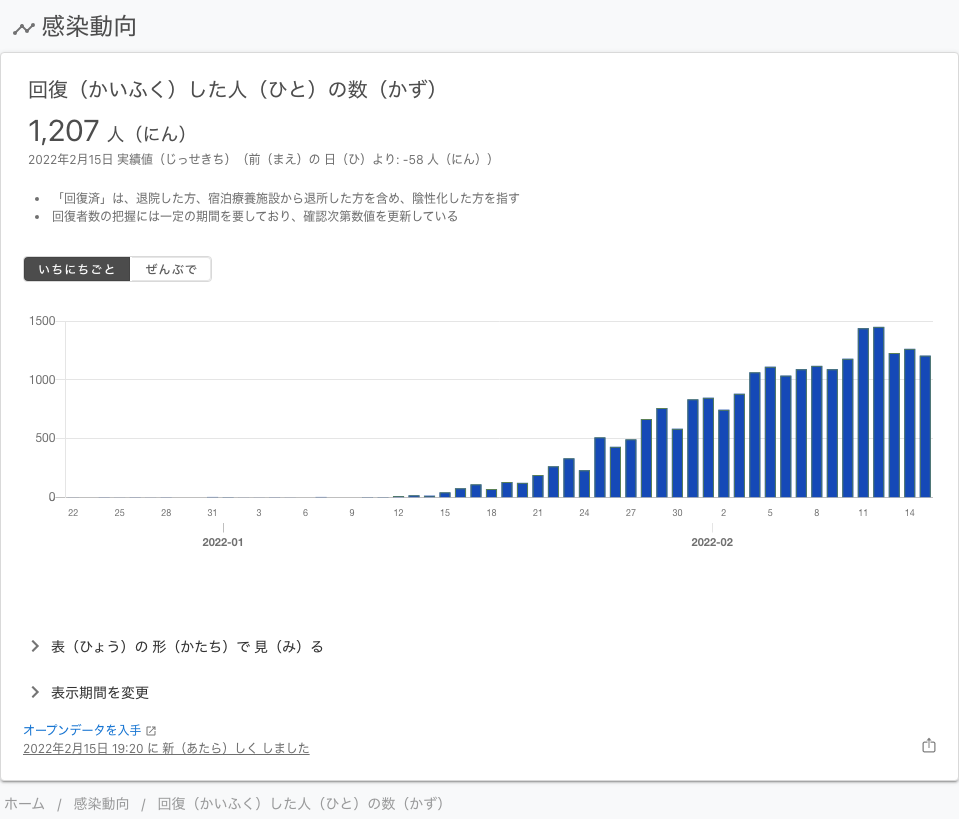 感染動向
回復（かいふく）した人（ひと）の数（かず）
1,207 人（にん）
2022年2月15日 実績値（じっせきち）（前（まえ）の 日（ひ）より: -58 人（にん））
• 「回復済」は、退院した方、宿泊療養施設から退所した方を含め、陰性化した方を指す
• 回復者数の把握には一定の期間を要しており、確認次第数値を更新している
いちにちごと ぜんぶで
1500
1000
500
0
22 25 28 31 3 6 9 12 15 18 21 24 27 30 2 5 8 11 14
2022-01 2022-02
表（ひょう）の 形（かたち）で 見（み）る
表示期間を変更
オープンデータを入手
2022年2月15日 19:20 に 新（あたら）しく しました
ホーム / 感染動向 / 回復（かいふく）した人（ひと）の数（かず）